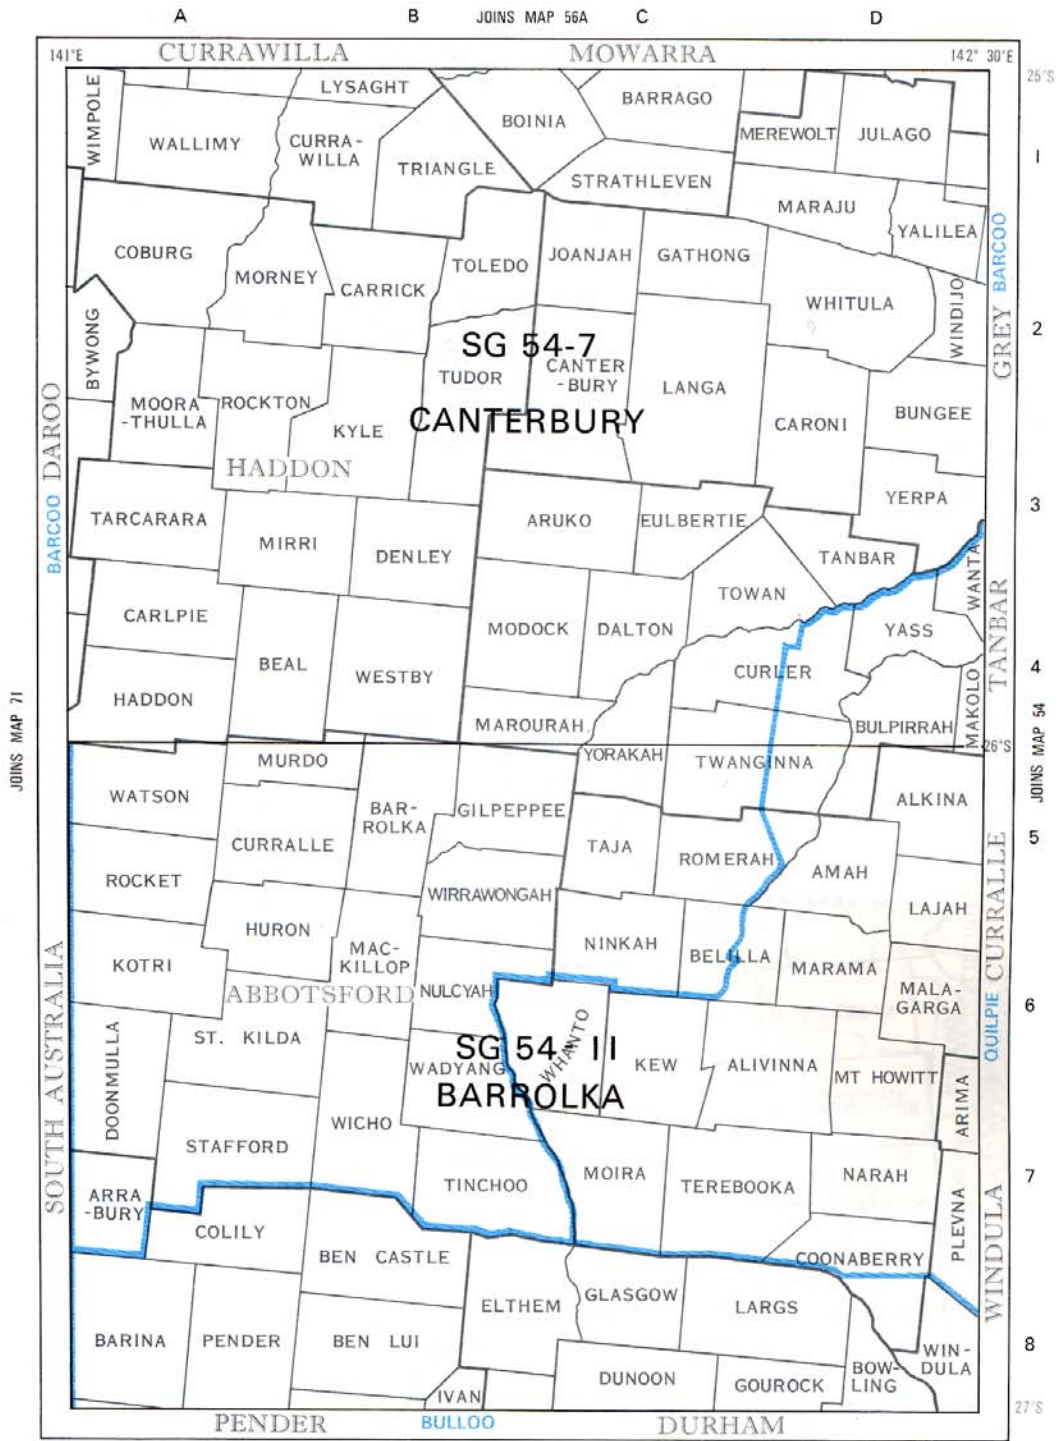 A B JOINS MAP 56A C D
141°E CURRAWILLA MOWARRA 142° 30'E
25°S
WIMPOLE
LYSAGHT
BARRAGO
BOINIA
WALLIMY
CURRA-
WILLA
MEREWOLT
JULAGO
1
TRIANGLE
STRATHLEVEN
MARAJU
YALILEA
COBURG
TOLEDO
JOANJAH
GATHONG
GREY BARCOO
MORNEY
CARRICK
WHITULA
WINDIJO
2
BYWONG
SG 54-7
TUDOR
CANTER
-BURY
LANGA
MOORA
-THULLA
ROCKTON
KYLE
CANTERBURY
CARONI
BUNGEE
BARCOO DAROO
HADDON
YERPA
3
TARCARARA
MIRRI
DENLEY
ARUKO
EULBERTIE
TANBAR
WANTA
TOWAN
CARLPIE
MODOCK
DALTON
YASS
TANBAR
BEAL
WESTBY
CURLER
4
HADDON
MAKOLO
MAROURAH
BULPIRRAH
JOINS MAP 71
26°S
JOINS MAP 54
MURDO
YORAKAH
TWANGINNA
WATSON
BAR-
ROLKA
GILPEPPEE
ALKINA
5
CURRALLE
TAJA
ROMERAH
AMAH
ROCKET
WIRRAWONGAH
LAJAH
HURON
MAC-
KILLOP
NINKAH
BELILLA
MARAMA
KOTRI
QUILPIE CURRALLE
ABBOTSFORD
NULCYAH
MALA-
GARGA
6
ST. KILDA
WHANTO
SG 54-11
DOONMULLA
WADYANG
KEW
ALIVINNA
MT HOWITT
BARROLKA
ARIMA
SOUTH AUSTRALIA
WICHO
STAFFORD
TINCHOO
MOIRA
TEREBOOKA
NARAH
7
ARRA
-BURY
PLEVNA
COLILY
BEN CASTLE
COONABERRY
WINDULA
ELTHEM
GLASGOW
LARGS
BARINA
PENDER
BEN LUI
8
WIN-
DULA
DUNOON
GOUROCK
BOW-
LING
IVAN
27°S
PENDER BULLOO DURHAM